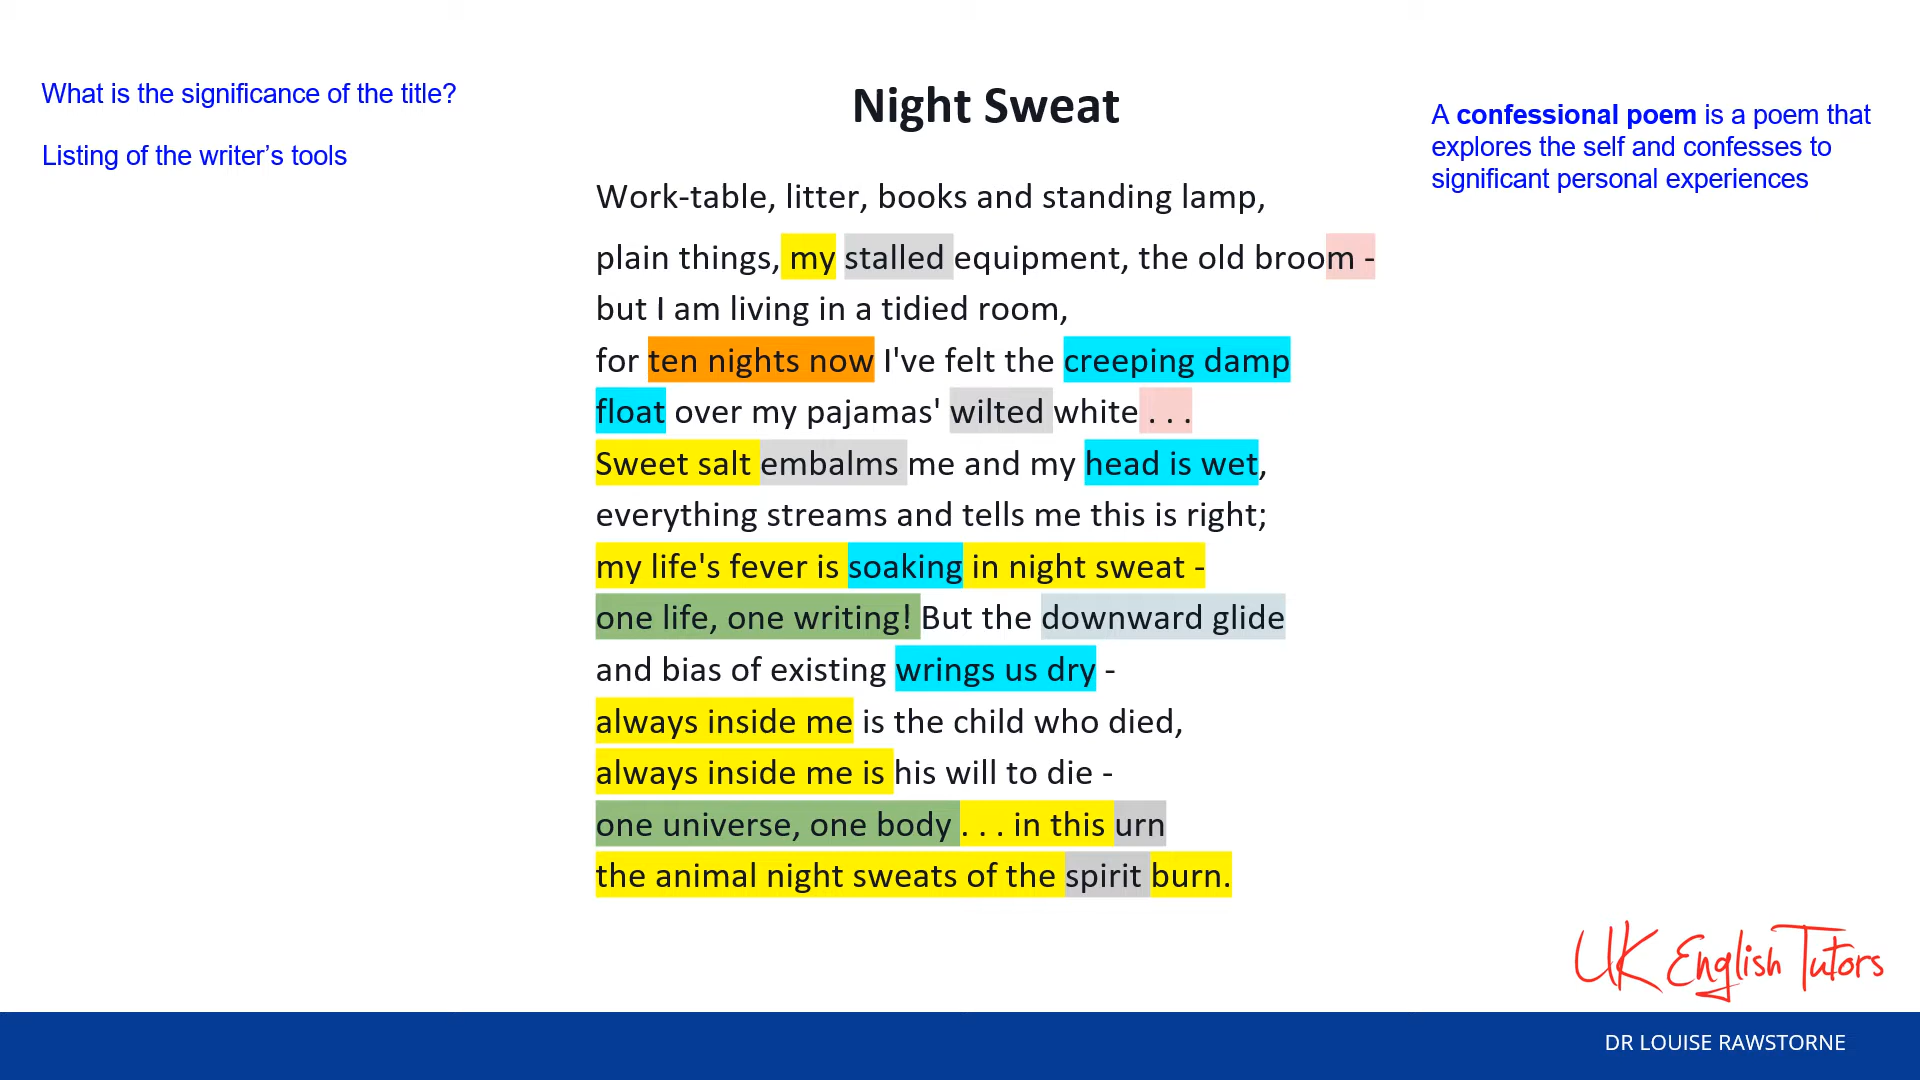 What is the significance of the title?
Listing of the writer’s tools
Night Sweat
Work-table, litter, books and standing lamp,
plain things, my stalled equipment, the old broom -
but I am living in a tidied room,
for ten nights now I've felt the creeping damp
float over my pajamas' wilted white . . .
Sweet salt embalms me and my head is wet,
everything streams and tells me this is right;
my life's fever is soaking in night sweat -
one life, one writing! But the downward glide
and bias of existing wrings us dry -
always inside me is the child who died,
always inside me is his will to die -
one universe, one body . . . in this urn
the animal night sweats of the spirit burn.
A confessional poem is a poem that
explores the self and confesses to
significant personal experiences
UK English Tutors
DR LOUISE RAWSTORNE